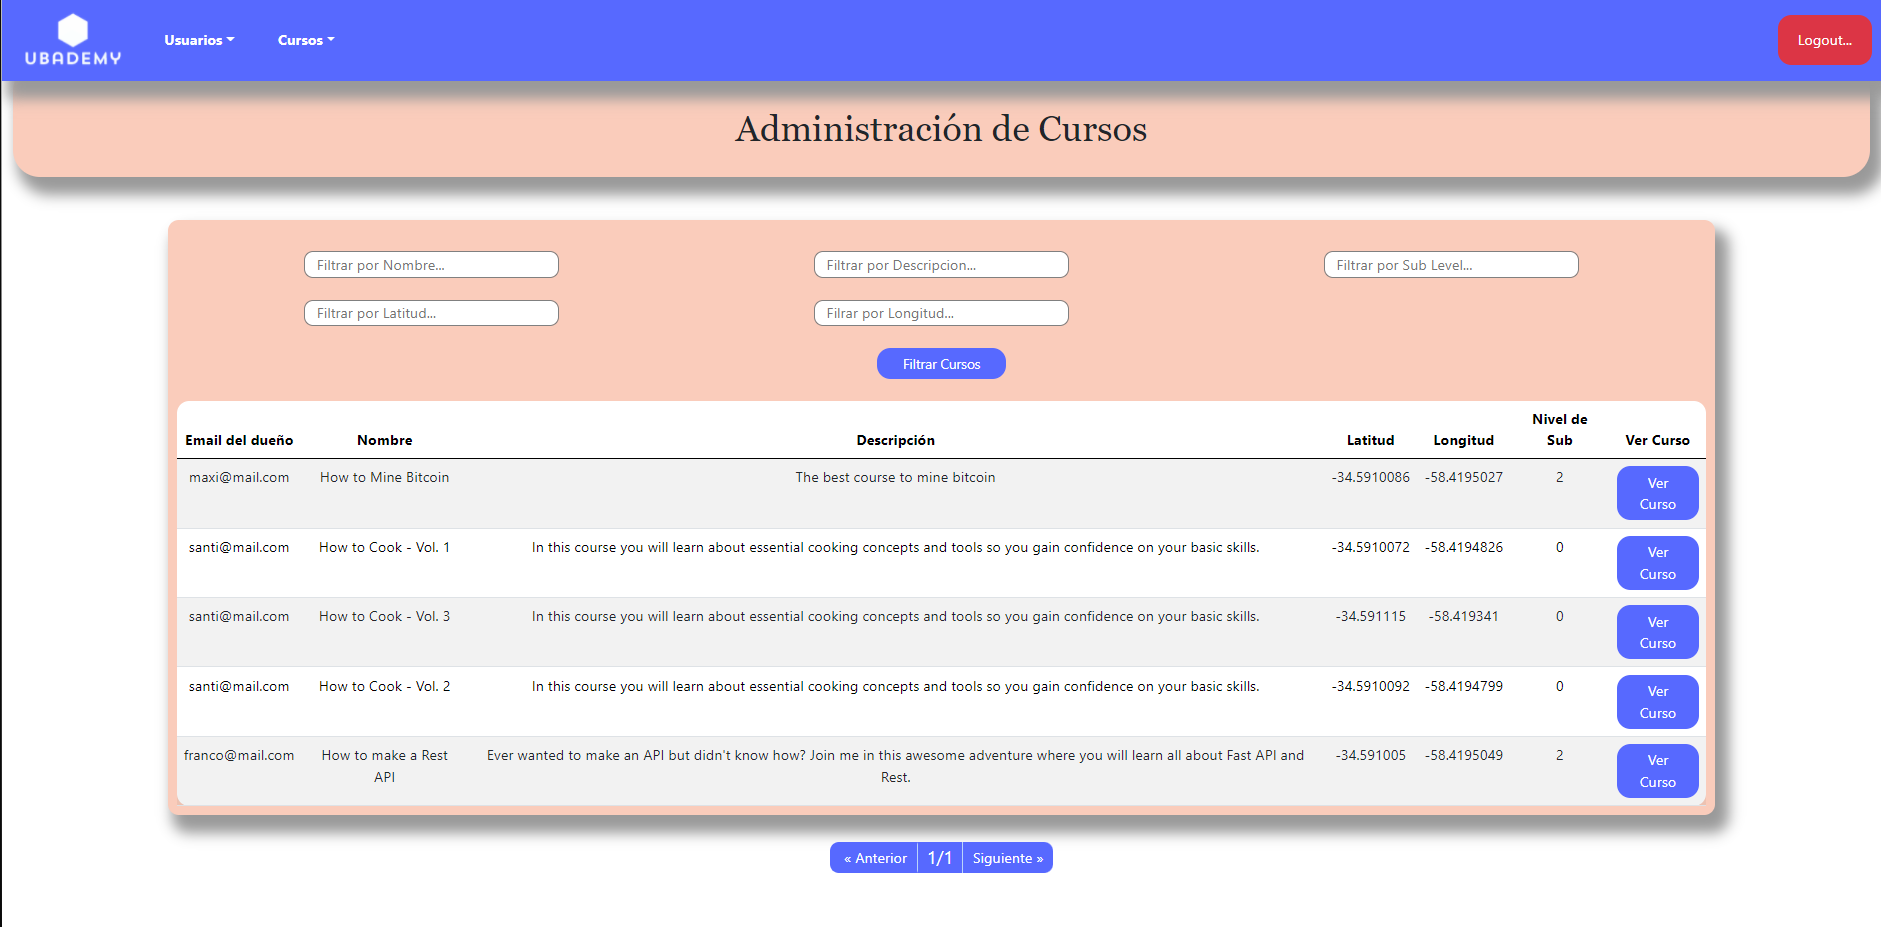 UBADEMY
Usuarios
Cursos
Logout...
Administración de Cursos
Filtrar por Nombre...
Filtrar por Descripcion...
Filtrar por Sub Level...
Filtrar por Latitud...
Filrar por Longitud...
Filtrar Cursos
Email del dueño Nombre Descripción Latitud Longitud Nivel de
Sub Ver Curso
maxi@mail.com How to Mine Bitcoin The best course to mine bitcoin -34.5910086 -58.4195027 2 Ver
Curso
santi@mail.com How to Cook - Vol. 1 In this course you will learn about essential cooking concepts and tools so you gain confidence on your basic skills. -34.5910072 -58.4194826 0 Ver
Curso
santi@mail.com How to Cook - Vol. 3 In this course you will learn about essential cooking concepts and tools so you gain confidence on your basic skills. -34.591115 -58.419341 0 Ver
Curso
santi@mail.com How to Cook - Vol. 2 In this course you will learn about essential cooking concepts and tools so you gain confidence on your basic skills. -34.5910092 -58.4194799 0 Ver
Curso
franco@mail.com How to make a Rest Ever wanted to make an API but didn't know how? Join me in this awesome adventure where you will learn all about Fast API and -34.591005 -58.4195049 2 Ver
API Rest. Curso
« Anterior 1/1 Siguiente »